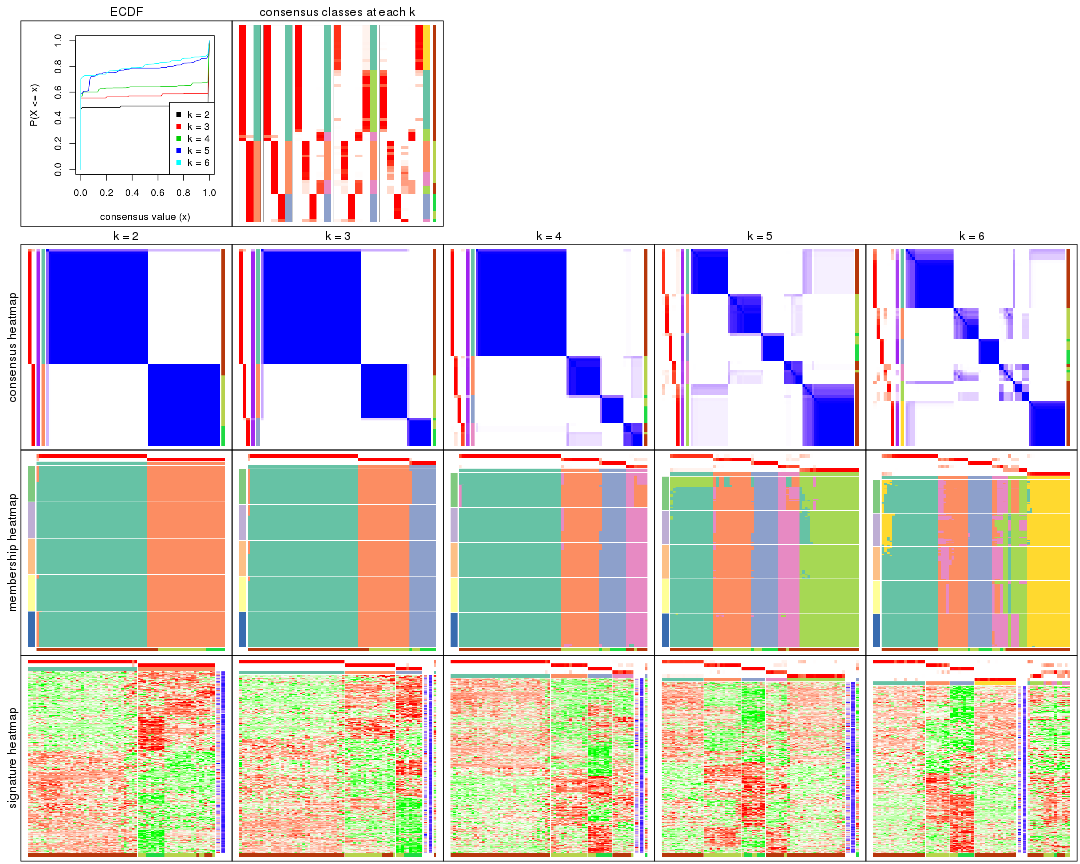 ECDF
consensus classes at each k
P(X <= x)
0.0 0.2 0.4 0.6 0.8 1.0
k = 2
k = 3
k = 4
k = 5
k = 6
0.0 0.2 0.4 0.6 0.8 1.0
consensus value (x)
k = 2 k = 3 k = 4 k = 5 k = 6
consensus heatmap
membership heatmap
signature heatmap